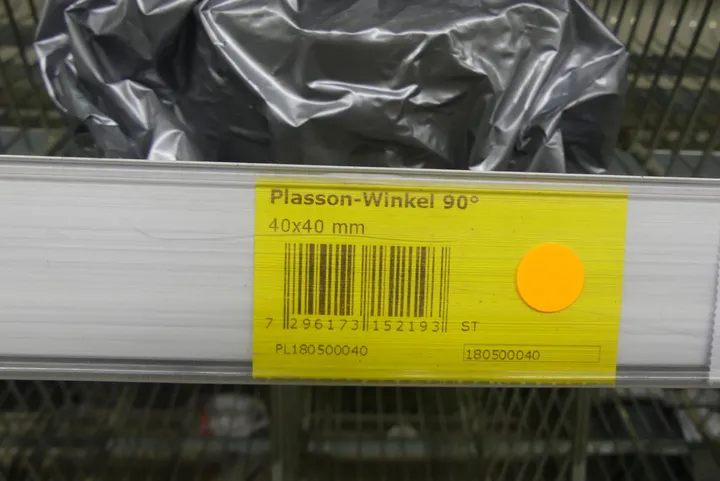 Plasson-Winkel 90°
40x40 mm
7 296173 152193 ST
PL180500040 180500040